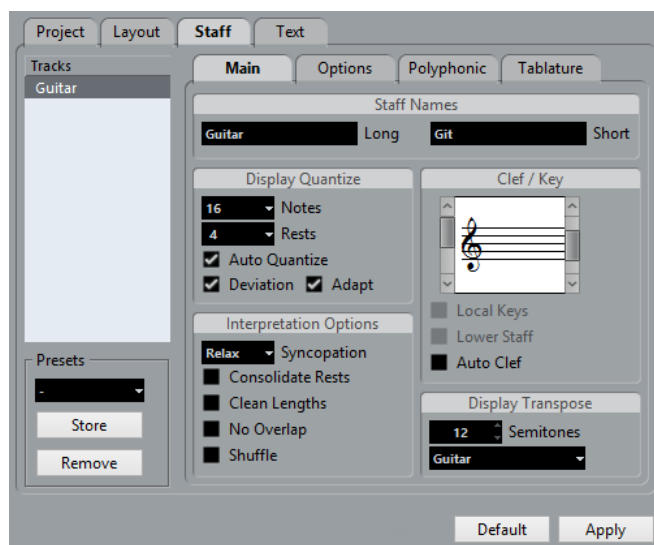 Project Layout Staff Text
Tracks
Guitar
Main Options Polyphonic Tablature
Staff Names
Guitar Long Git Short
Display Quantize
16 Notes
4 Rests
Auto Quantize
Deviation Adapt
Clef / Key
Local Keys
Lower Staff
Auto Clef
Interpretation Options
Relax Syncopation
Consolidate Rests
Clean Lengths
No Overlap
Shuffle
Display Transpose
12 Semitones
Guitar
Presets
-
Store
Remove
Default Apply